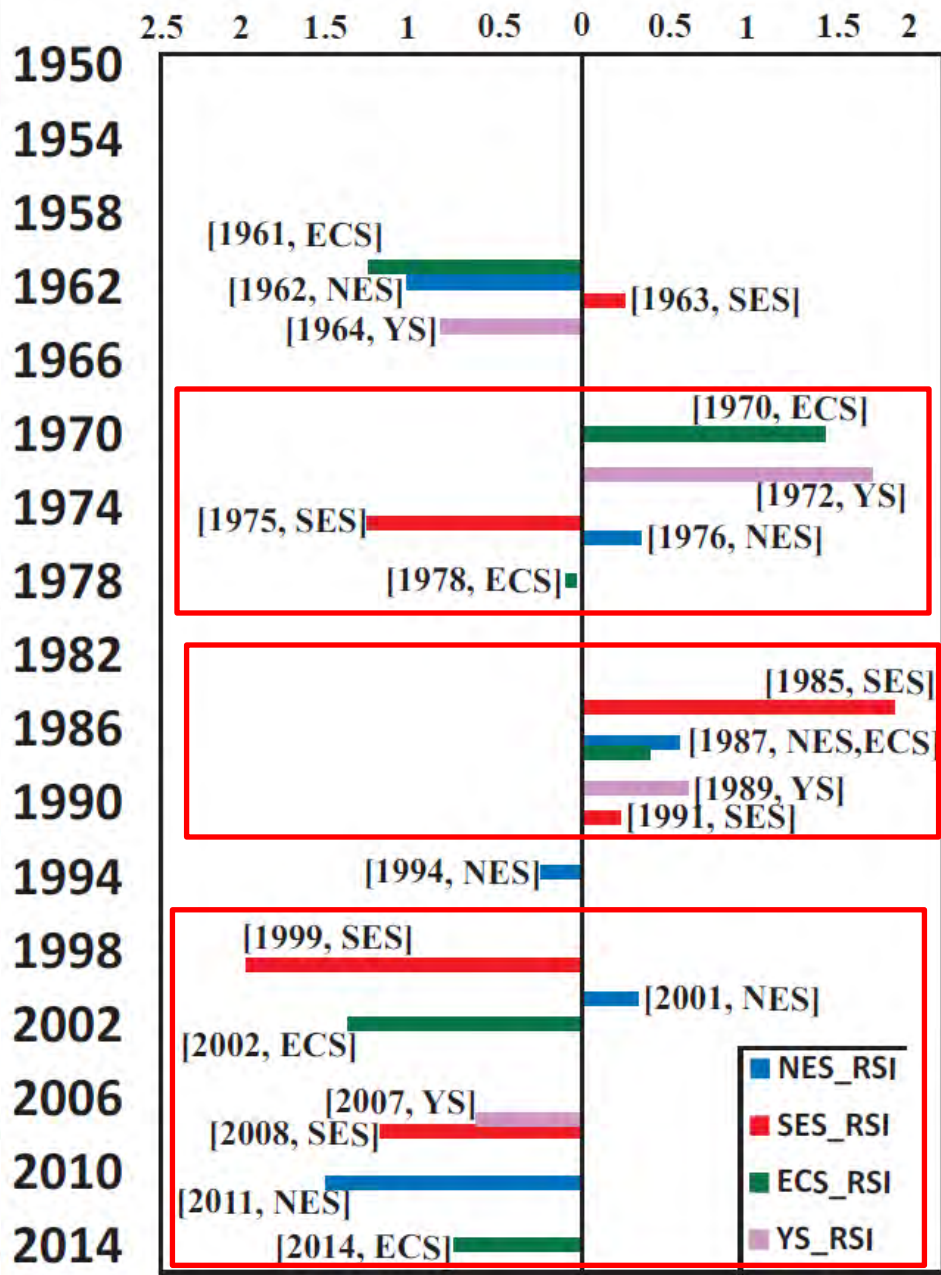 2.5 2 1.5 1 0.5 0 0.5 1 1.5 2
1950
1954
1958
[1961, ECS]
1962
[1962, NES]
[1963, SES]
[1964, YS]
1966
[1970, ECS]
1970
[1972, YS]
1974
[1975, SES]
[1976, NES]
1978
[1978, ECS]
1982
[1985, SES]
1986
[1987, NES,ECS]
[1989, YS]
1990
[1991, SES]
1994
[1994, NES]
[1999, SES]
1998
[2001, NES]
2002
[2002, ECS]
2006
[2007, YS]
[2008, SES]
2010
[2011, NES]
2014
[2014, ECS]
NES_RSI
SES_RSI
ECS_RSI
YS_RSI